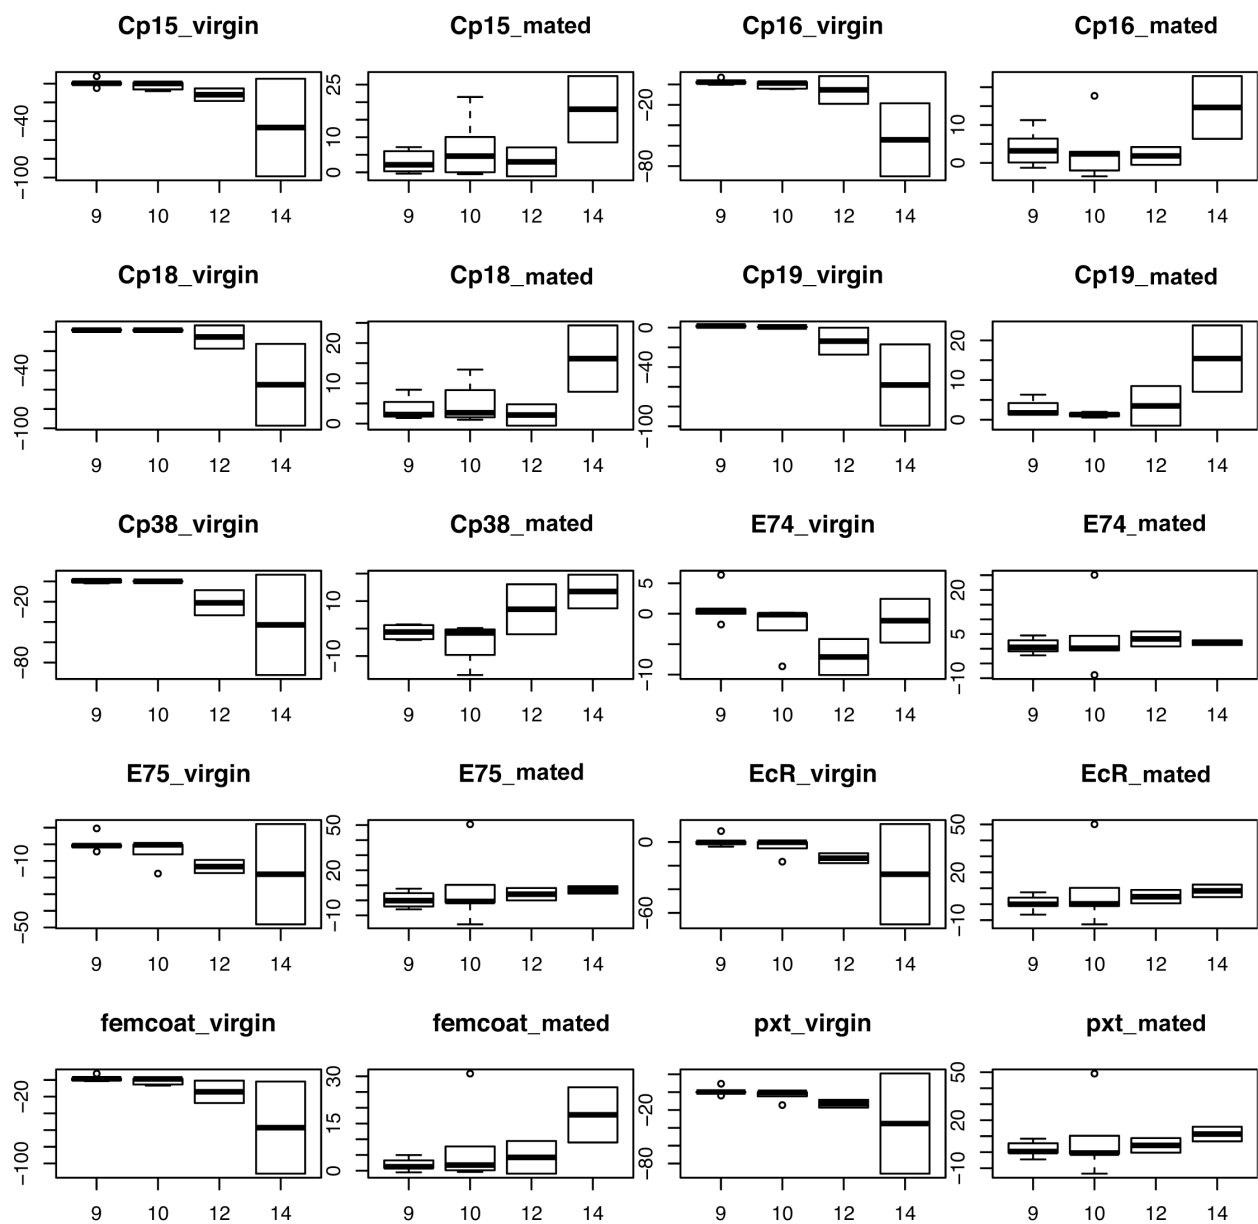 Cp15_virgin Cp15_mated Cp16_virgin Cp16_mated
-100 -40 0 25 10 -80 -20 0 10
9 10 12 14 9 10 12 14 9 10 12 14 9 10 12 14
Cp18_virgin Cp18_mated Cp19_virgin Cp19_mated
-100 -40 0 10 20 -100 -40 0 0 10 20
9 10 12 14 9 10 12 14 9 10 12 14 9 10 12 14
Cp38_virgin Cp38_mated E74_virgin E74_mated
-80 -20 -10 10 -10 0 5 -10 5 20
9 10 12 14 9 10 12 14 9 10 12 14 9 10 12 14
E75_virgin E75_mated EcR_virgin EcR_mated
-50 -10 -10 20 50 -60 0 -10 20 50
9 10 12 14 9 10 12 14 9 10 12 14 9 10 12 14
femcoat_virgin femcoat_mated pxt_virgin pxt_mated
-100 -20 0 15 30 -80 -20 -10 20 50
9 10 12 14 9 10 12 14 9 10 12 14 9 10 12 14